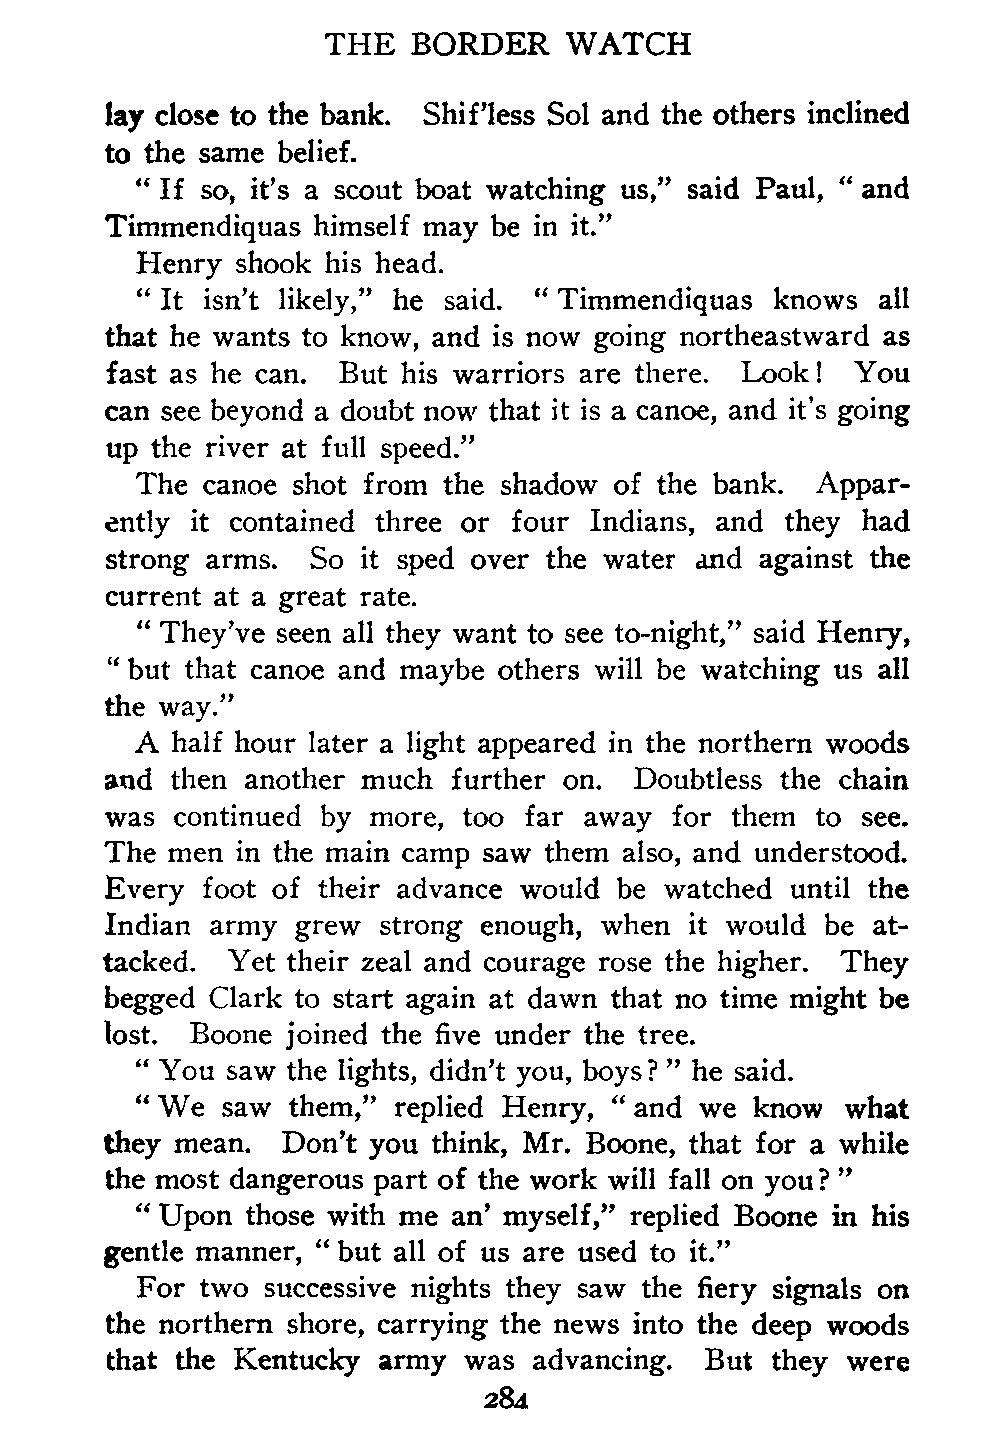 THE BORDER WATCH
lay close to the bank. Shif'less Sol and the others inclined
to the same belief.
" If so, it's a scout boat watching us," said Paul, " and
Timmendiquas himself may be in it."
Henry shook his head.
" It isn't likely," he said. " Timmendiquas knows all
that he wants to know, and is now going northeastward as
fast as he can. But his warriors are there. Look! You
can see beyond a doubt now that it is a canoe, and it's going
up the river at full speed."
The canoe shot from the shadow of the bank. Appar-
ently it contained three or four Indians, and they had
strong arms. So it sped over the water and against the
current at a great rate.
" They've seen all they want to see to-night," said Henry,
" but that canoe and maybe others will be watching us all
the way."
A half hour later a light appeared in the northern woods
and then another much further on. Doubtless the chain
was continued by more, too far away for them to see.
The men in the main camp saw them also, and understood.
Every foot of their advance would be watched until the
Indian army grew strong enough, when it would be at-
tacked. Yet their zeal and courage rose the higher. They
begged Clark to start again at dawn that no time might be
lost. Boone joined the five under the tree.
" You saw the lights, didn't you, boys? " he said.
" We saw them," replied Henry, " and we know what
they mean. Don't you think, Mr. Boone, that for a while
the most dangerous part of the work will fall on you? "
" Upon those with me an' myself," replied Boone in his
gentle manner, " but all of us are used to it."
For two successive nights they saw the fiery signals on
the northern shore, carrying the news into the deep woods
that the Kentucky army was advancing. But they were
284